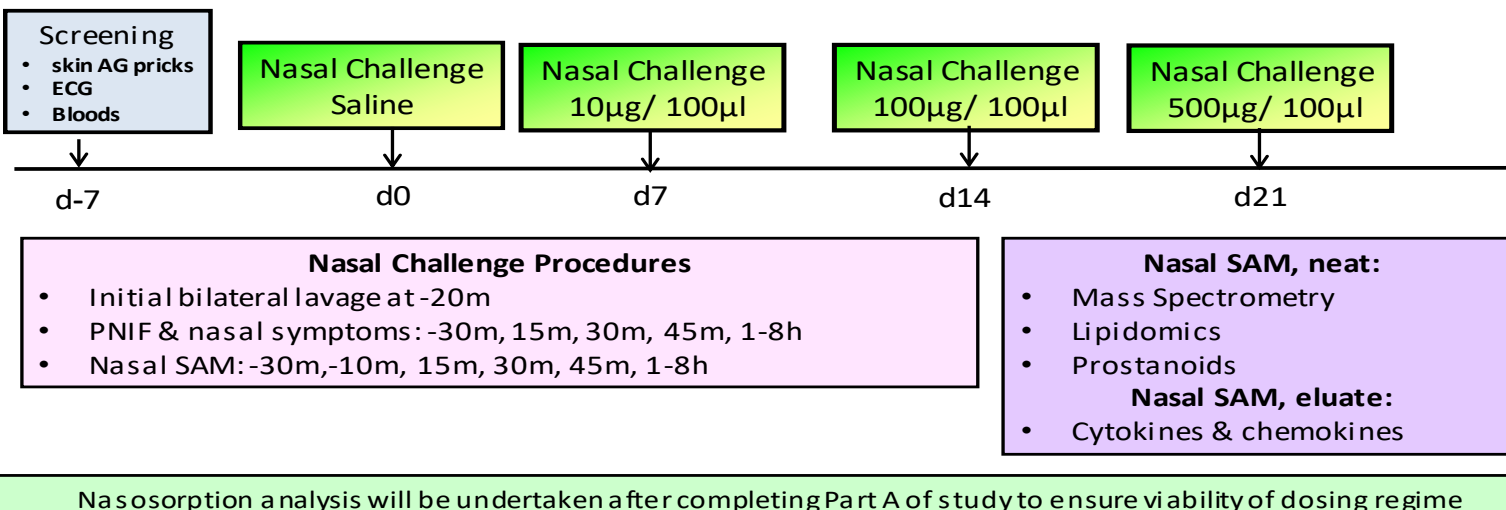 Screening
• skin AG pricks
• ECG
• Bloods
Nasal Challenge
Saline
Nasal Challenge
10µg/ 100µl
Nasal Challenge
100µg/ 100µl
Nasal Challenge
500µg/ 100µl
d-7
d0
d7
d14
d21
Nasal Challenge Procedures
• Initial bilateral lavage at -20m
• PNIF & nasal symptoms: -30m, 15m, 30m, 45m, 1-8h
• Nasal SAM: -30m,-10m, 15m, 30m, 45m, 1-8h
Nasal SAM, neat:
• Mass Spectrometry
• Lipidomics
• Prostanoids
Nasal SAM, eluate:
• Cytokines & chemokines
Nasosorption analysis will be undertaken after completing Part A of study to ensure viability of dosing regime